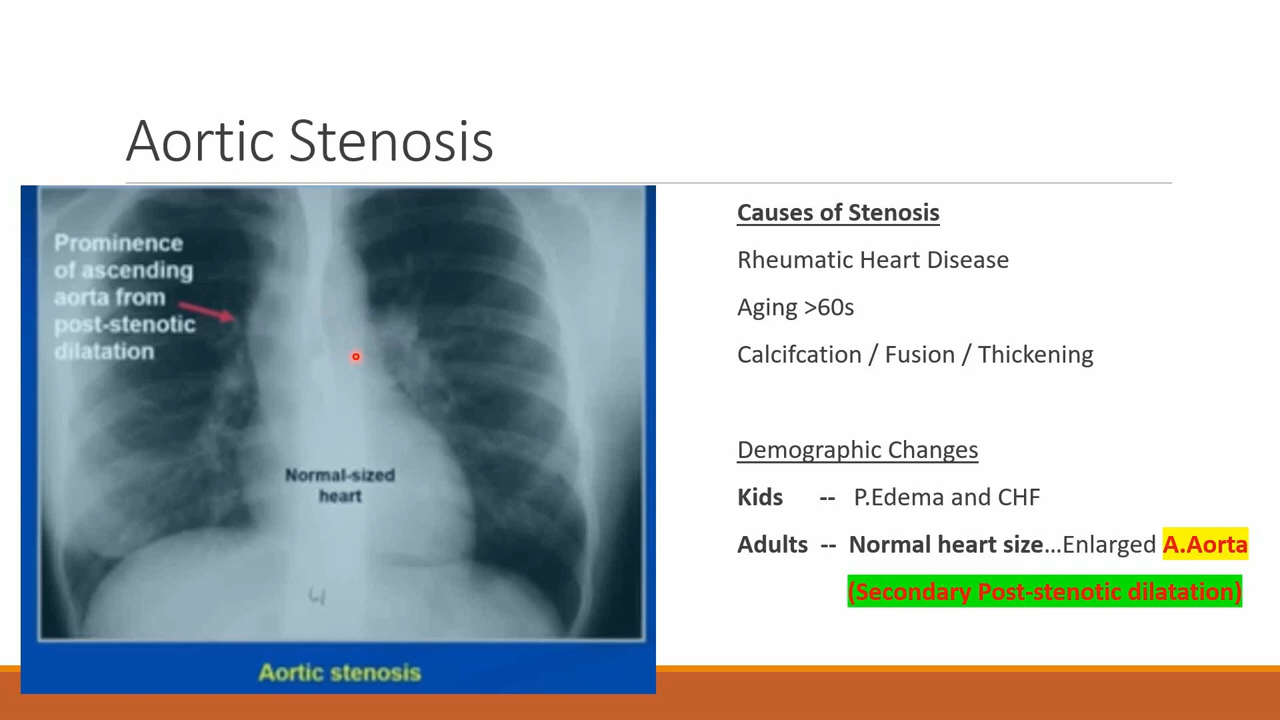 Aortic Stenosis
Prominence
of ascending
aorta from
post-stenotic
dilatation
Normal-sized
heart
4
Aortic stenosis
Causes of Stenosis
Rheumatic Heart Disease
Aging >60s
Calcifcation / Fusion / Thickening
Demographic Changes
Kids -- P.Edema and CHF
Adults -- Normal heart size...Enlarged A.Aorta
(Secondary Post-stenotic dilatation)